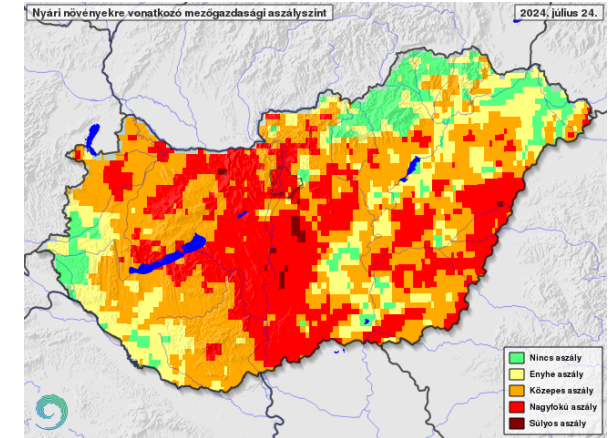 Nyári növényekre vonatkozó mezőgazdasági aszályszint
2024. július 24.
Nincs aszály
Enyhe aszály
Közepes aszály
Nagyfokú aszály
Súlyos aszály